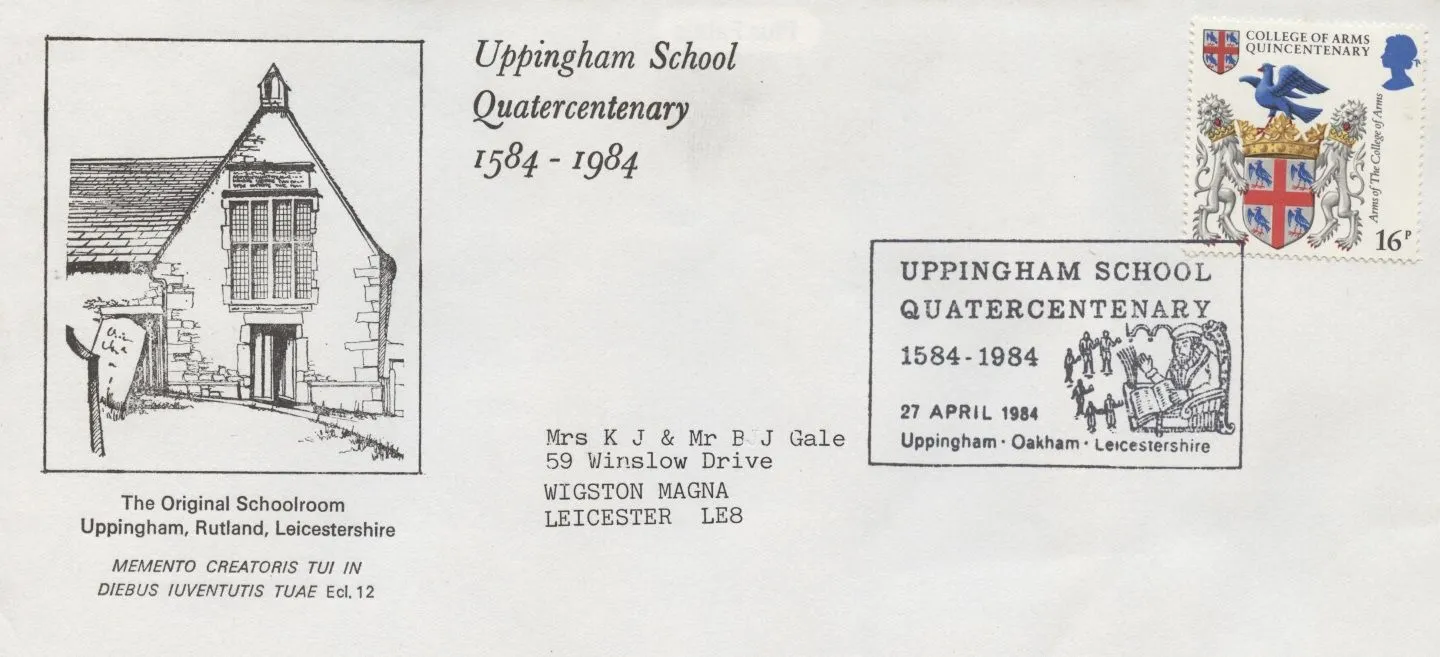 Uppingham School
Quatercentenary
1584 - 1984
COLLEGE OF ARMS
QUINCENTENARY
Arms of The College of Arms
16P
UPPINGHAM SCHOOL
QUATERCENTENARY
1584-1984
27 APRIL 1984
Uppingham · Oakham · Leicestershire
Mrs K J & Mr B J Gale
59 Winslow Drive
WIGSTON MAGNA
LEICESTER LE8
The Original Schoolroom
Uppingham, Rutland, Leicestershire
MEMENTO CREATORIS TUI IN
DIEBUS IUVENTUTIS TUAE Ecl. 12